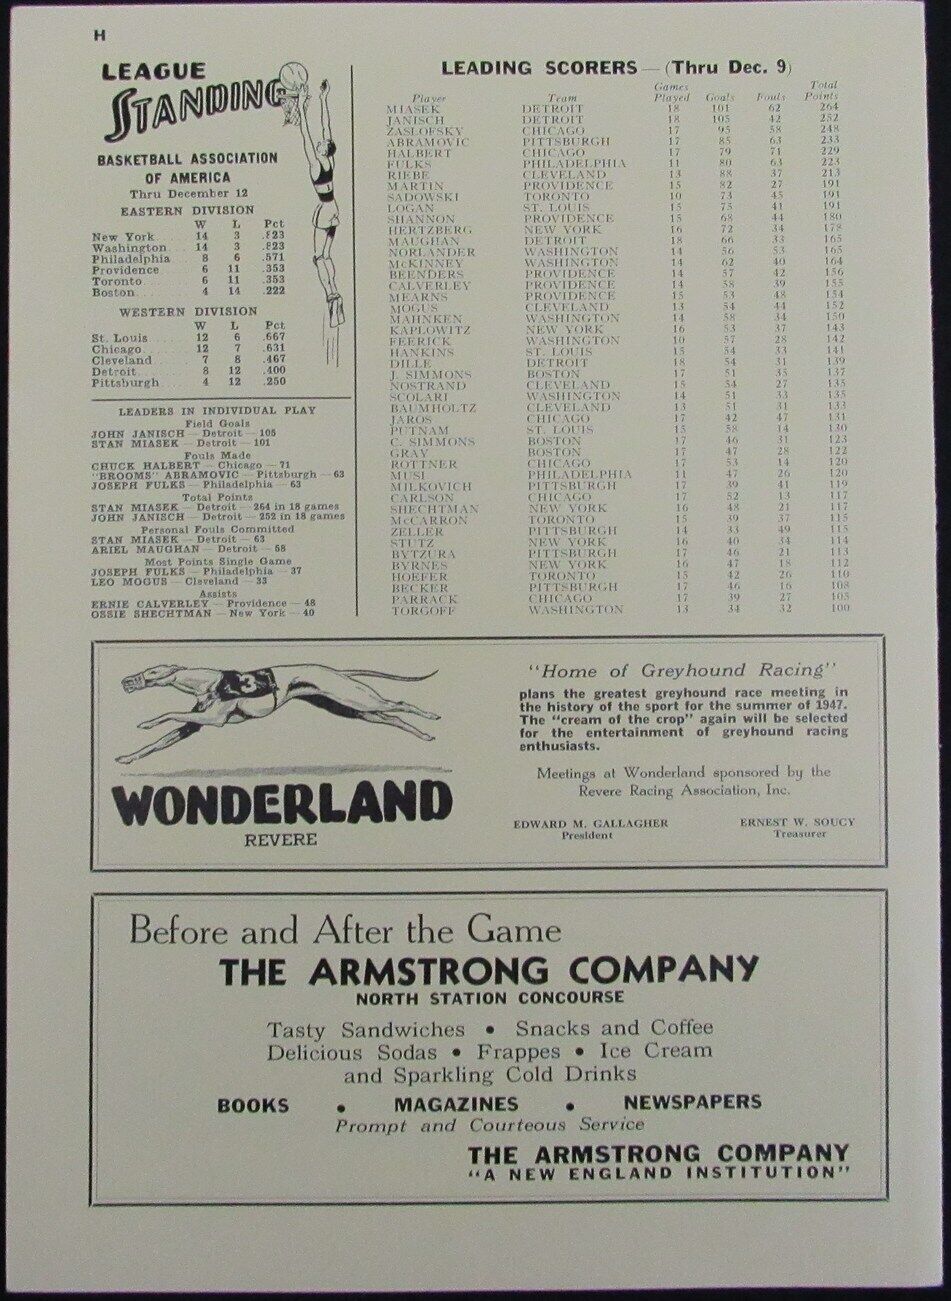 H
LEAGUE
STANDING
BASKETBALL ASSOCIATION
OF AMERICA
Thru December 12
EASTERN DIVISION
W L Pct
New York 14 3 .823
Washington 14 3 .823
Philadelphia 8 6 .571
Providence 6 11 .353
Toronto 6 11 .353
Boston 4 14 .222
WESTERN DIVISION
W L Pct
St. Louis 12 6 .667
Chicago 12 7 .631
Cleveland 7 8 .467
Detroit 8 12 .400
Pittsburgh 4 12 .250
LEADERS IN INDIVIDUAL PLAY
Field Goals
JOHN JANISCH — Detroit — 105
STAN MIASEK — Detroit — 101
Fouls Made
CHUCK HALBERT — Chicago — 71
"BROOMS" ABRAMOVIC — Pittsburgh — 63
JOSEPH FULKS — Philadelphia — 63
Total Points
STAN MIASEK — Detroit — 264 in 18 games
JOHN JANISCH — Detroit — 252 in 18 games
Personal Fouls Committed
STAN MIASEK — Detroit — 63
ARIEL MAUGHAN — Detroit — 58
Most Points Single Game
JOSEPH FULKS — Philadelphia — 37
LEO MOGUS — Cleveland — 33
Assists
ERNIE CALVERLEY — Providence — 48
OSSIE SHECHTMAN — New York — 40
LEADING SCORERS — (Thru Dec. 9)
Player Team Games Played Goals Fouls Total Points
MIASEK DETROIT 18 101 62 264
JANISCH DETROIT 18 105 42 252
ZASLOFSKY CHICAGO 17 95 58 248
ABRAMOVIC PITTSBURGH 17 85 63 233
HALBERT CHICAGO 17 79 71 229
FULKS PHILADELPHIA 11 80 63 223
RIEBE CLEVELAND 13 88 37 213
MARTIN PROVIDENCE 15 82 27 191
SADOWSKI TORONTO 10 73 45 191
LOGAN ST. LOUIS 15 75 41 191
SHANNON PROVIDENCE 15 68 44 180
HERTZBERG NEW YORK 16 72 34 178
MAUGHAN DETROIT 18 66 33 165
NORLANDER WASHINGTON 14 56 53 165
McKINNEY WASHINGTON 14 62 40 164
BEENDERS PROVIDENCE 14 57 42 156
CALVERLEY PROVIDENCE 14 58 39 155
MEARNS PROVIDENCE 15 53 48 154
MOGUS CLEVELAND 13 54 44 152
MAHNKEN WASHINGTON 14 58 34 150
KAPLOWITZ NEW YORK 16 53 37 143
FEERICK WASHINGTON 10 57 28 142
HANKINS ST. LOUIS 15 54 33 141
DILLE DETROIT 18 54 31 139
J. SIMMONS BOSTON 17 51 35 137
NOSTRAND CLEVELAND 15 54 27 135
SCOLARI WASHINGTON 14 51 33 135
BAUMHOLTZ CLEVELAND 13 51 31 133
JAROS CHICAGO 17 42 47 131
PUTNAM ST. LOUIS 15 58 14 130
C. SIMMONS BOSTON 17 46 31 123
GRAY BOSTON 17 47 28 122
ROTTNER CHICAGO 17 53 14 120
MUSI PHILADELPHIA 11 47 26 120
MILKOVICH PITTSBURGH 17 39 41 119
CARLSON CHICAGO 17 52 13 117
SHECHTMAN NEW YORK 16 48 21 117
McCARRON TORONTO 15 39 37 115
ZELLER PITTSBURGH 14 33 49 115
STUTZ NEW YORK 16 40 34 114
BYTZURA PITTSBURGH 17 46 21 113
BYRNES NEW YORK 16 47 18 112
HOEFER TORONTO 15 42 26 110
BECKER PITTSBURGH 17 46 16 108
PARRACK CHICAGO 17 39 27 105
TORGOFF WASHINGTON 13 34 32 100
3
WONDERLAND
REVERE
"Home of Greyhound Racing"
plans the greatest greyhound race meeting in
the history of the sport for the summer of 1947.
The "cream of the crop" again will be selected
for the entertainment of greyhound racing
enthusiasts.
Meetings at Wonderland sponsored by the
Revere Racing Association, Inc.
EDWARD M. GALLAGHER ERNEST W. SOUCY
President Treasurer
Before and After the Game
THE ARMSTRONG COMPANY
NORTH STATION CONCOURSE
Tasty Sandwiches • Snacks and Coffee
Delicious Sodas • Frappes • Ice Cream
and Sparkling Cold Drinks
BOOKS • MAGAZINES • NEWSPAPERS
Prompt and Courteous Service
THE ARMSTRONG COMPANY
"A NEW ENGLAND INSTITUTION"